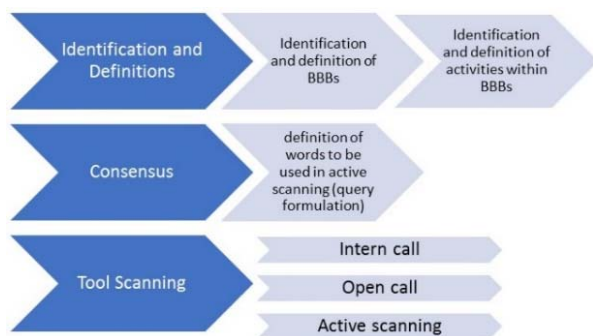 Identification and
Definitions
Identification
and definition of
BBBs
Identification
and definition of
activities within
BBBs
Consensus
definition of
words to be
used in active
scanning (query
formulation)
Tool Scanning
Intern call
Open call
Active scanning